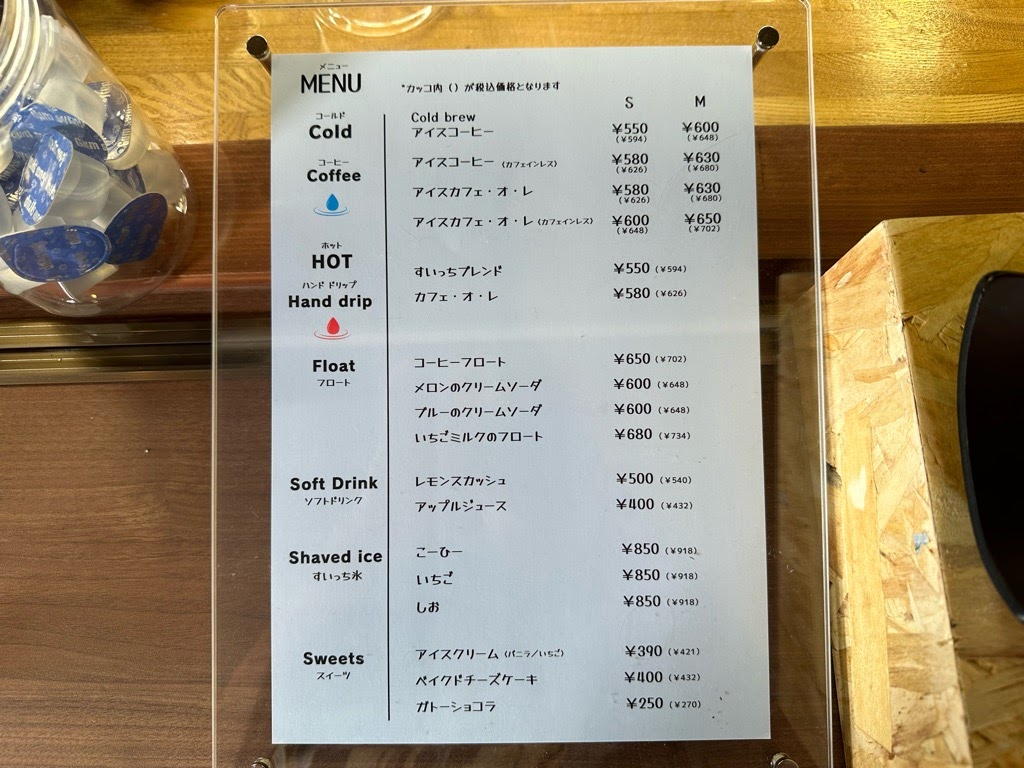 メニュー
MENU
*カッコ内()が税込価格となります
S M
コールド
Cold
コーヒー
Coffee
Cold brew
アイスコーヒー ¥550 (¥594) ¥600 (¥648)
アイスコーヒー (カフェインレス) ¥580 (¥626) ¥630 (¥680)
アイスカフェ・オ・レ ¥580 (¥626) ¥630 (¥680)
アイスカフェ・オ・レ (カフェインレス) ¥600 (¥648) ¥650 (¥702)
ホット
HOT
ハンド ドリップ
Hand drip
すいっちブレンド ¥550 (¥594)
カフェ・オ・レ ¥580 (¥626)
Float
フロート
コーヒーフロート ¥650 (¥702)
メロンのクリームソーダ ¥600 (¥648)
ブルーのクリームソーダ ¥600 (¥648)
いちごミルクのフロート ¥680 (¥734)
Soft Drink
ソフトドリンク
レモンスカッシュ ¥500 (¥540)
アップルジュース ¥400 (¥432)
Shaved ice
すいっち氷
こーひー ¥850 (¥918)
いちご ¥850 (¥918)
しお ¥850 (¥918)
Sweets
スイーツ
アイスクリーム (バニラ/いちご) ¥390 (¥421)
ベイクドチーズケーキ ¥400 (¥432)
ガトーショコラ ¥250 (¥270)